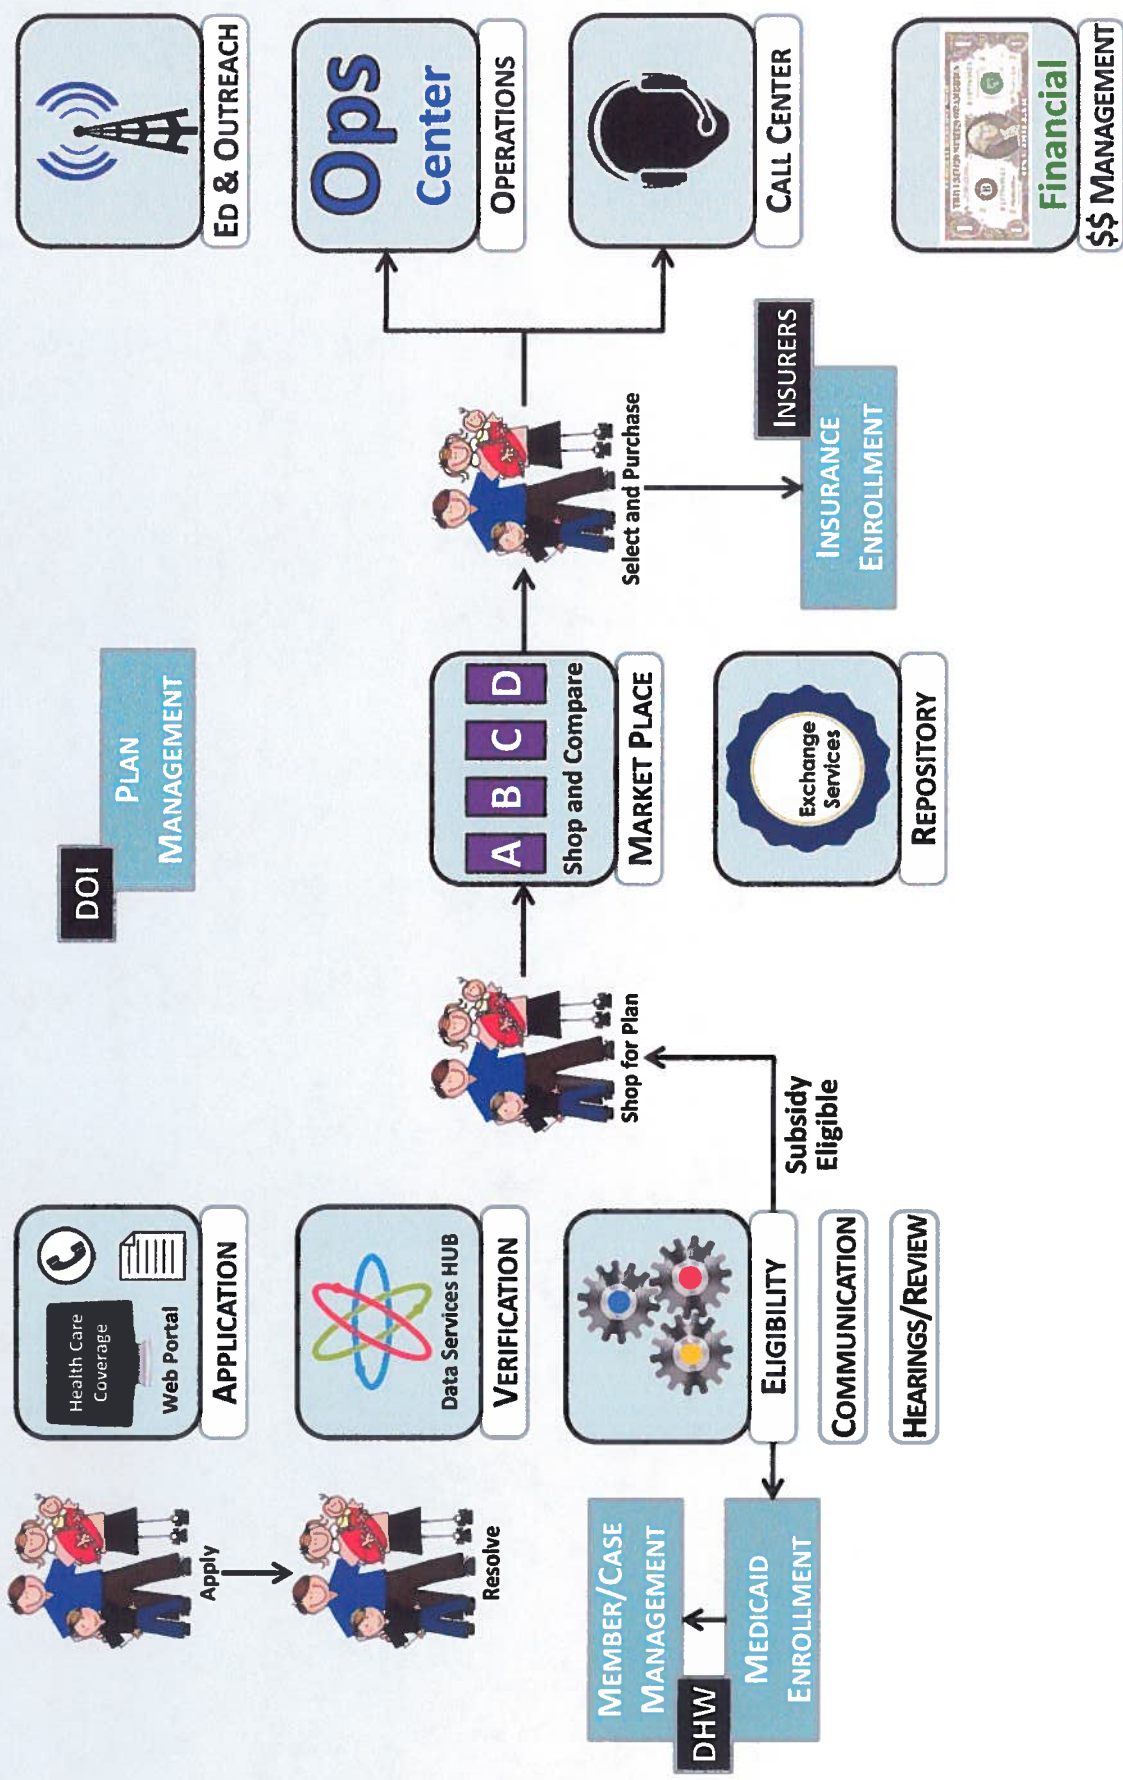 Apply
Health Care
Coverage
Web Portal
APPLICATION
Resolve
Data Services HUB
VERIFICATION
ELIGIBILITY
COMMUNICATION
HEARINGS/REVIEW
MEMBER/CASE
MANAGEMENT
DHW
MEDICAID
ENROLLMENT
Subsidy
Eligible
Shop for Plan
DOI
PLAN
MANAGEMENT
A B C D
Shop and Compare
MARKET PLACE
Exchange
Services
REPOSITORY
Select and Purchase
INSURERS
INSURANCE
ENROLLMENT
ED & OUTREACH
Ops
Center
OPERATIONS
CALL CENTER
Financial
$$ MANAGEMENT